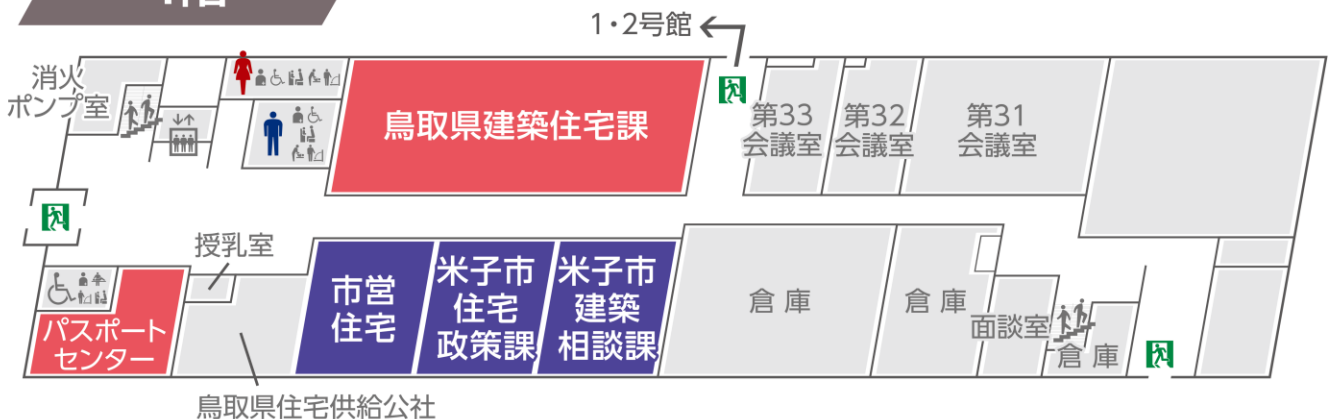 1・2号館
消火
ポンプ室
鳥取県建築住宅課
第33
会議室
第32
会議室
第31
会議室
授乳室
市営
住宅
米子市
住宅
政策課
米子市
建築
相談課
倉庫
倉庫
面談室
倉庫
パスポート
センター
鳥取県住宅供給公社